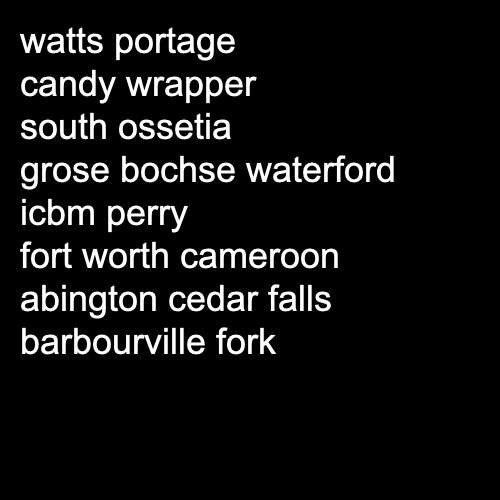 watts portage
candy wrapper
south ossetia
grose bochse waterford
icbm perry
fort worth cameroon
abington cedar falls
barbourville fork